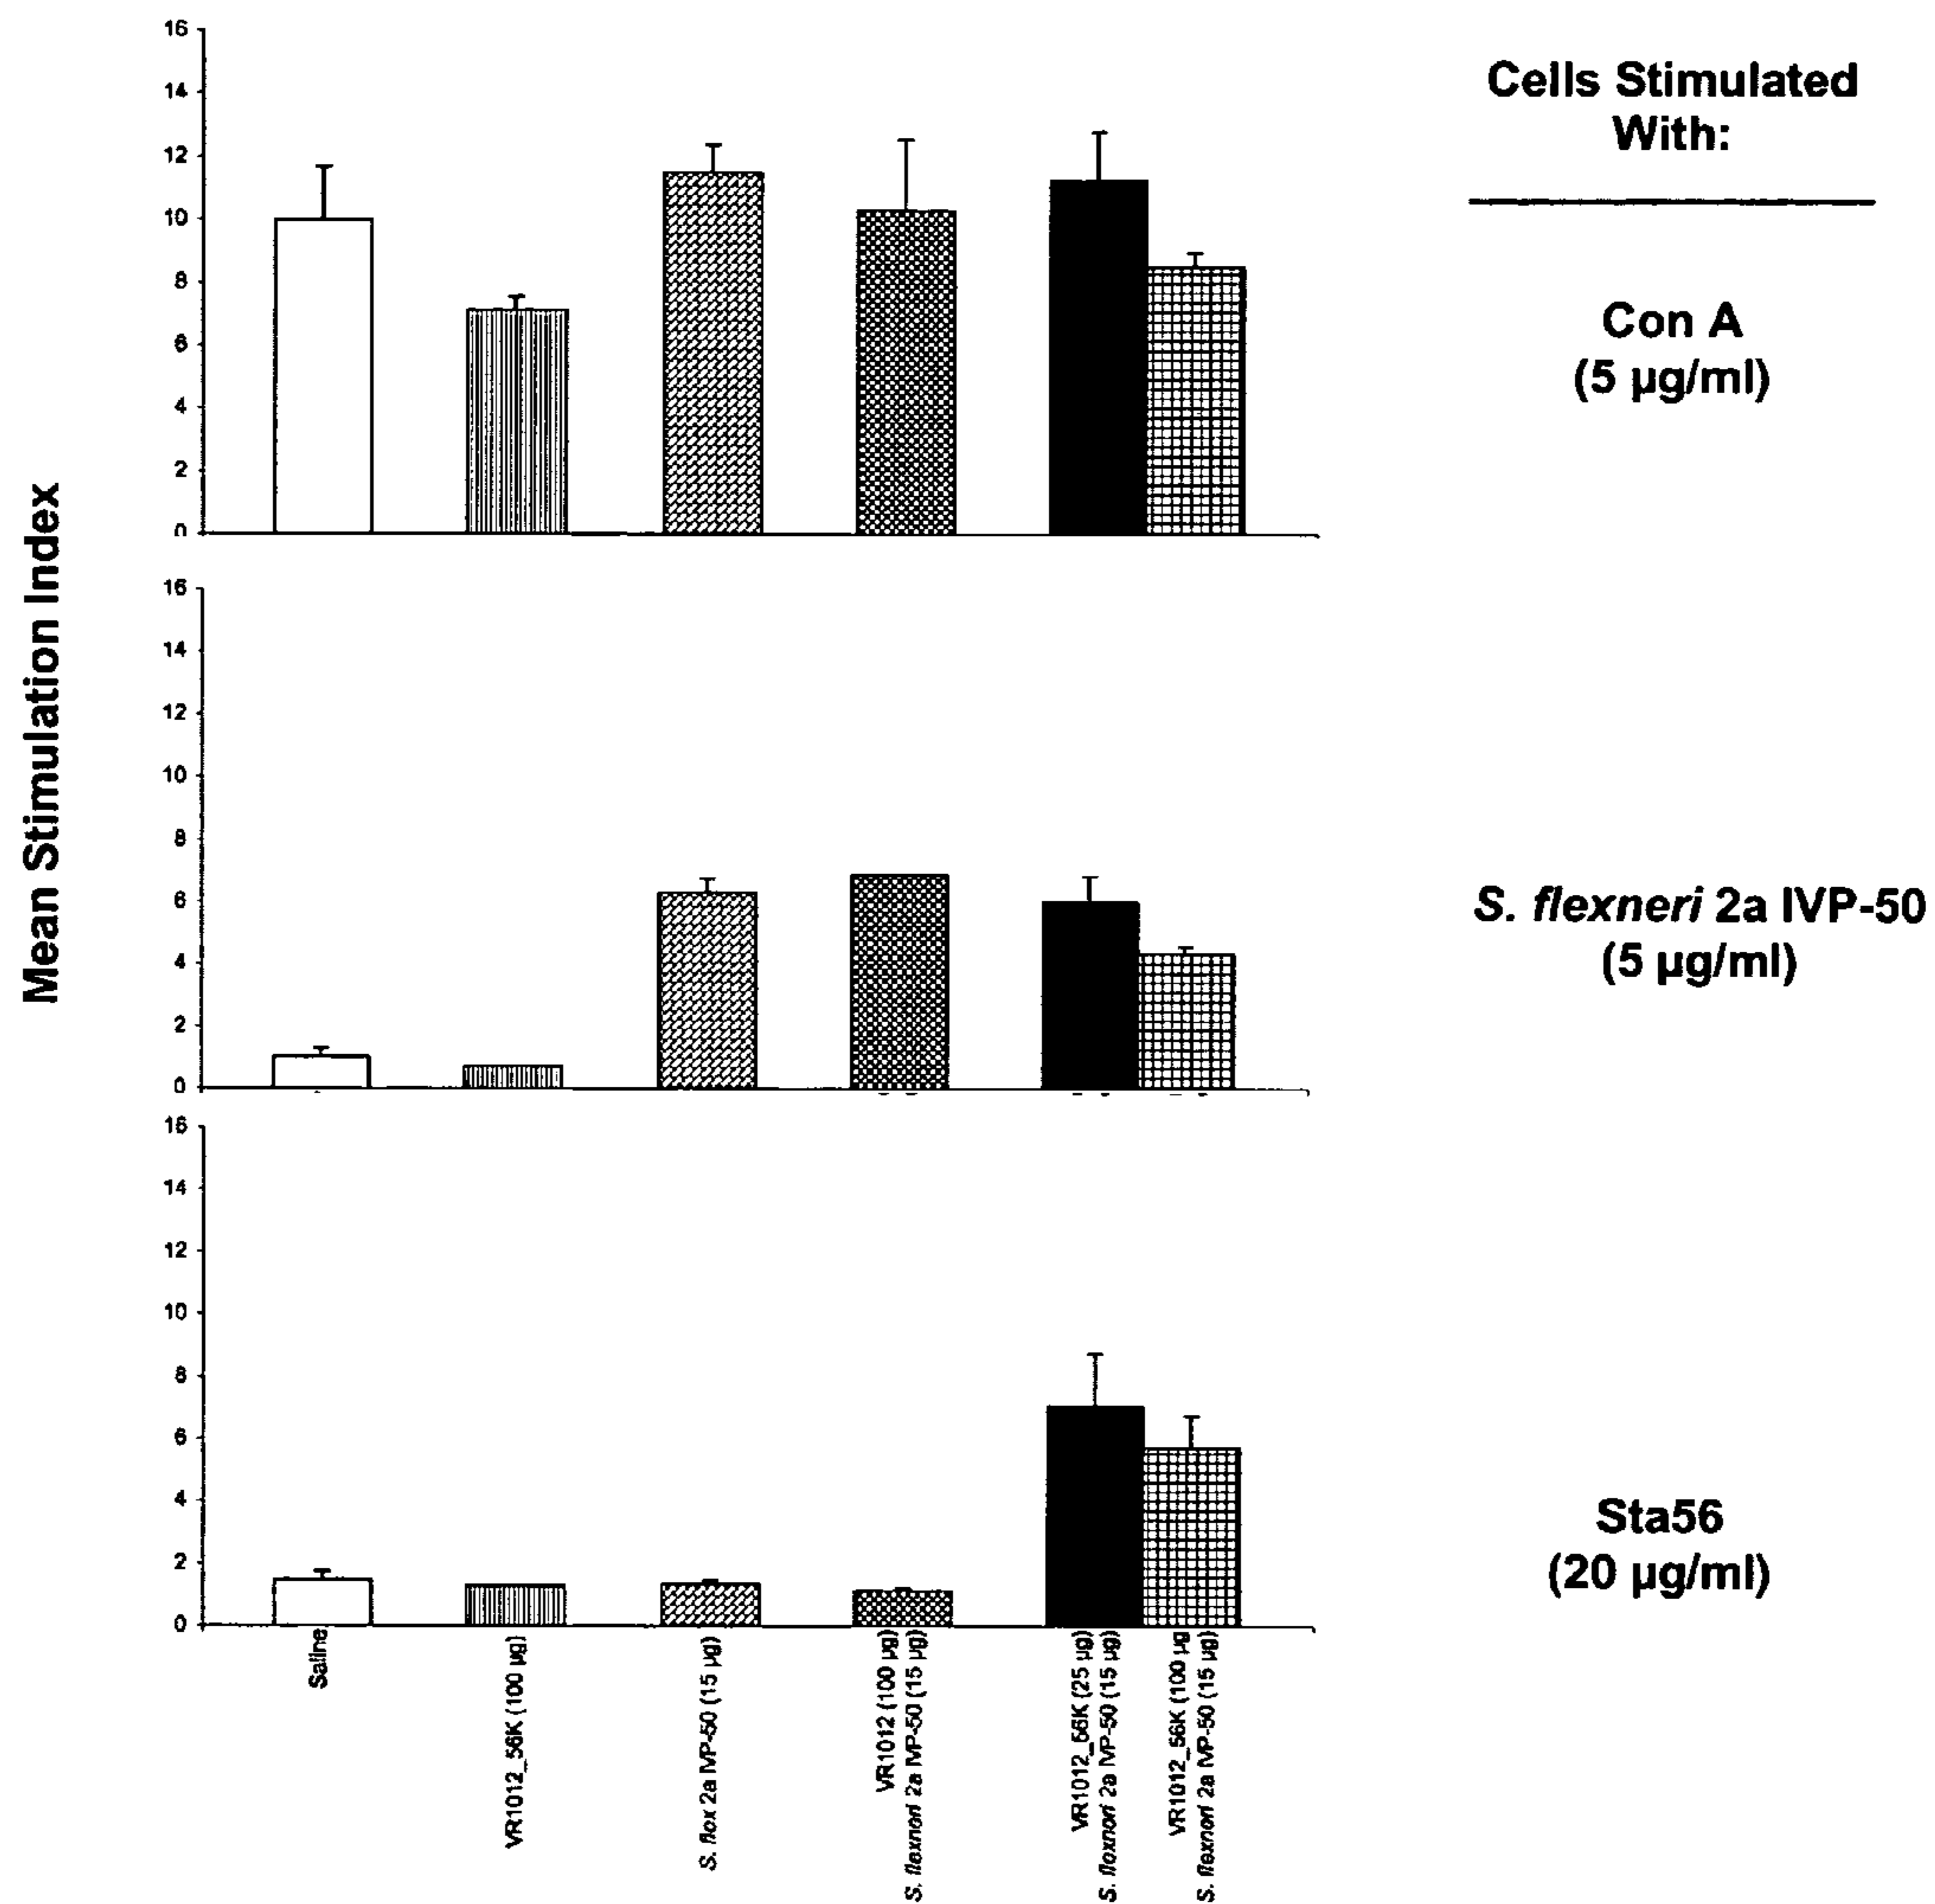 Mean Stimulation Index
16
14
12
10
8
6
4
2
0
Cells Stimulated
With:
Con A
(5 µg/ml)
16
14
12
10
8
6
4
2
0
S. flexneri 2a IVP-50
(5 µg/ml)
16
14
12
10
8
6
4
2
0
Sta56
(20 µg/ml)
Saline
VR1012_56K (100 µg)
S. flex 2a IVP-50 (15 µg)
VR1012 (100 µg)
S. flexneri 2a IVP-50 (15 µg)
VR1012_56K (25 µg)
S. flexneri 2a IVP-50 (15 µg)
VR1012_56K (100 µg
S. flexneri 2a IVP-50 (15 µg)